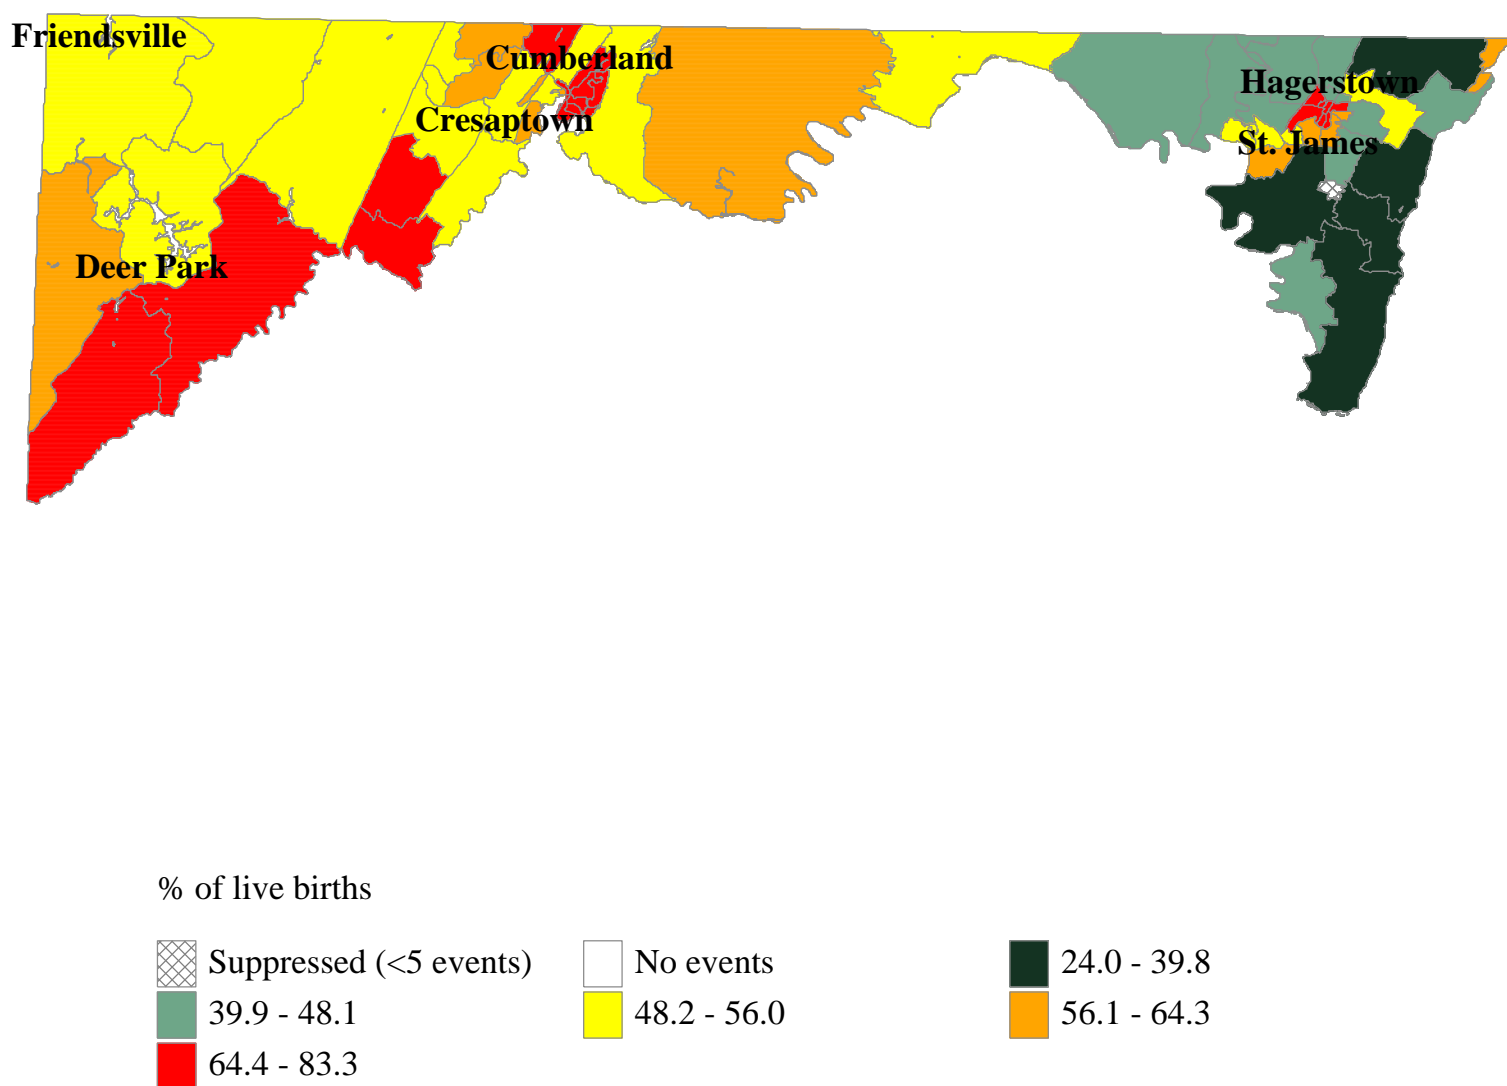 Friendsville
Cumberland
Hagerstown
Cresaptown
St. James
Deer Park
% of live births
Suppressed (<5 events)
No events
24.0 - 39.8
39.9 - 48.1
48.2 - 56.0
56.1 - 64.3
64.4 - 83.3